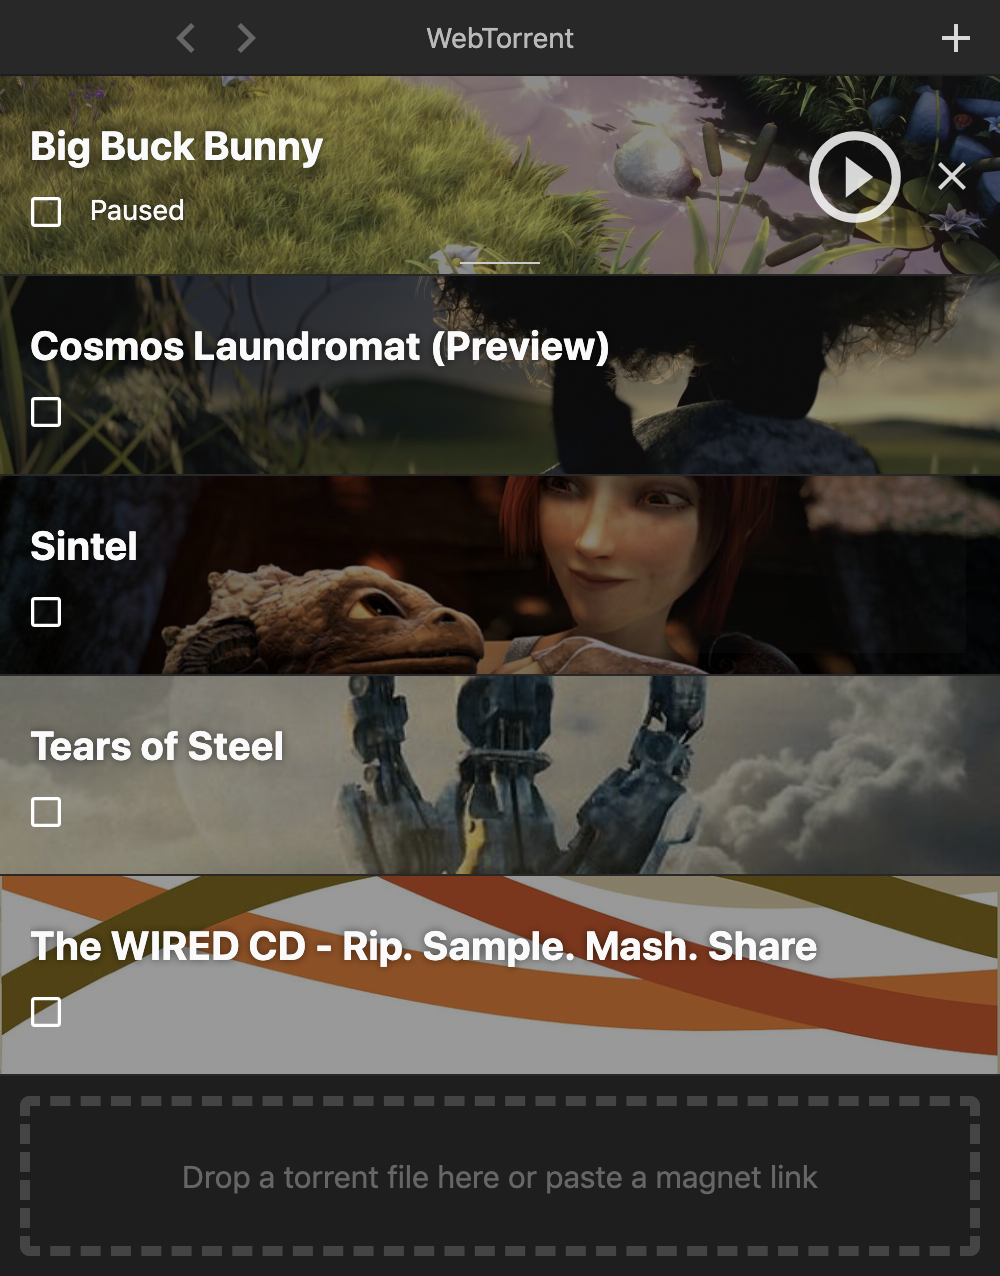 WebTorrent
Big Buck Bunny
Paused
Cosmos Laundromat (Preview)
Sintel
Tears of Steel
The WIRED CD - Rip. Sample. Mash. Share
Drop a torrent file here or paste a magnet link